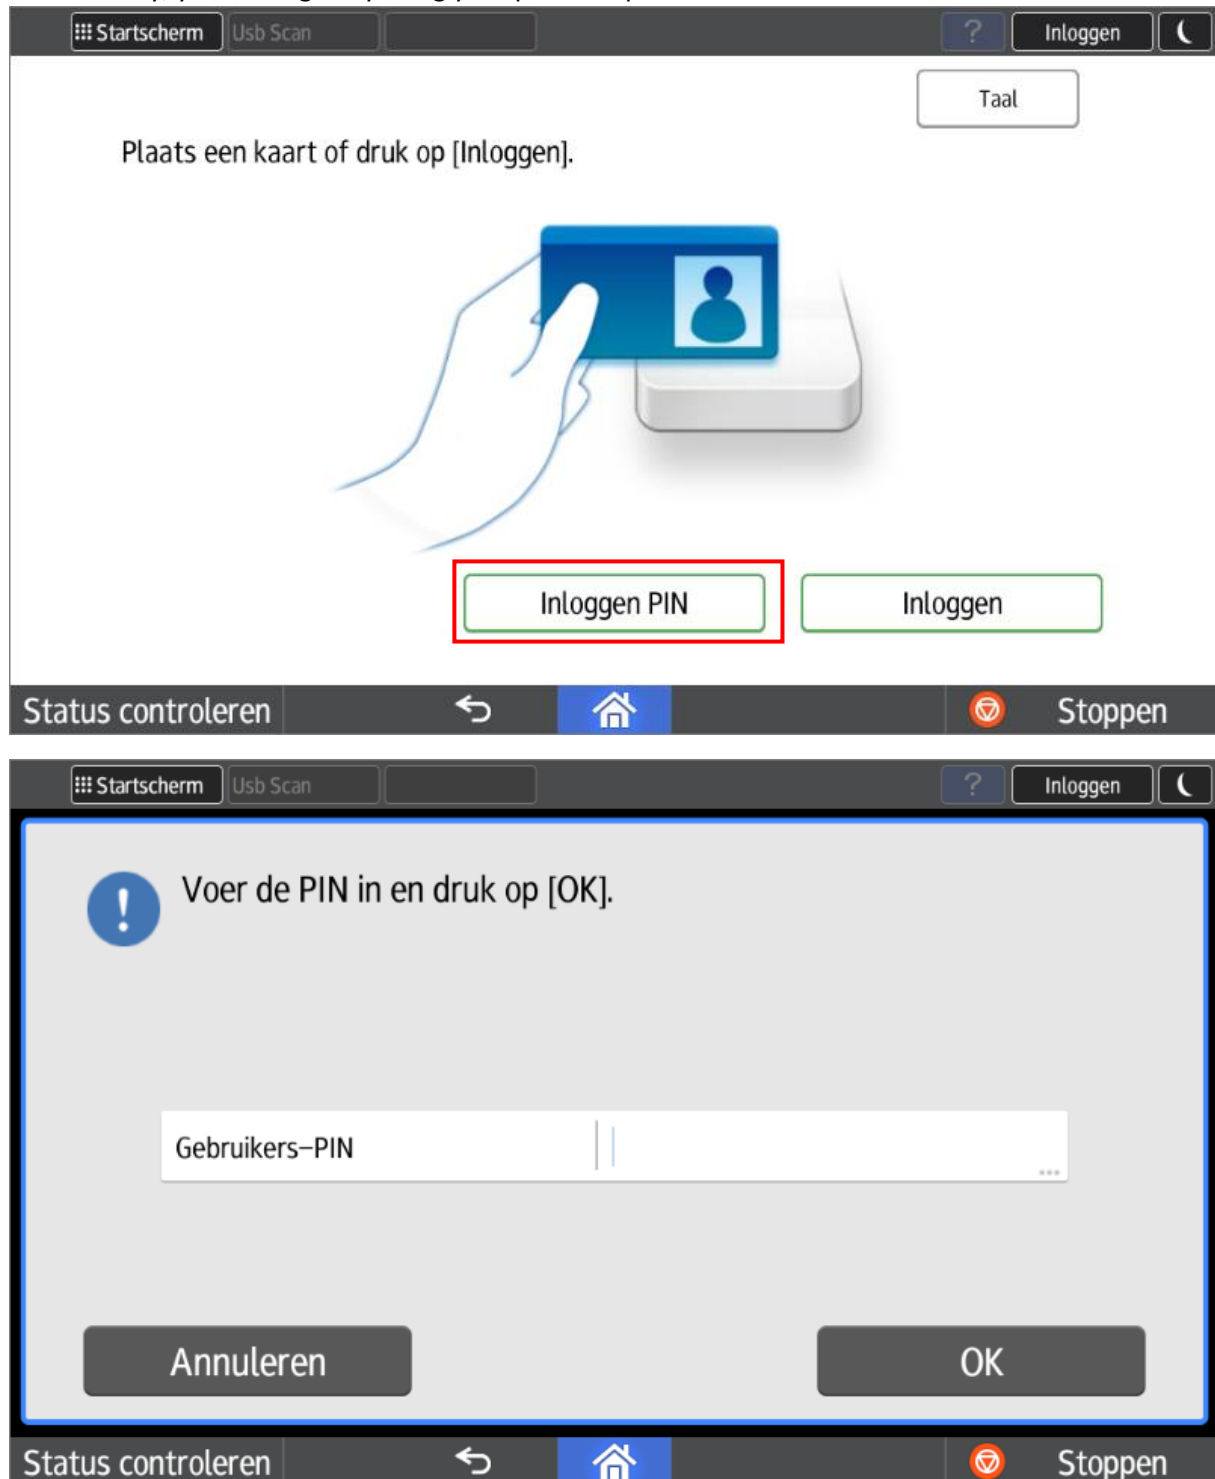 Startscherm Usb Scan ? Inloggen
Taal
Plaats een kaart of druk op [Inloggen].
Inloggen PIN Inloggen
Status controleren Stoppen
Startscherm Usb Scan ? Inloggen
! Voer de PIN in en druk op [OK].
Gebruikers-PIN ...
Annuleren OK
Status controleren Stoppen